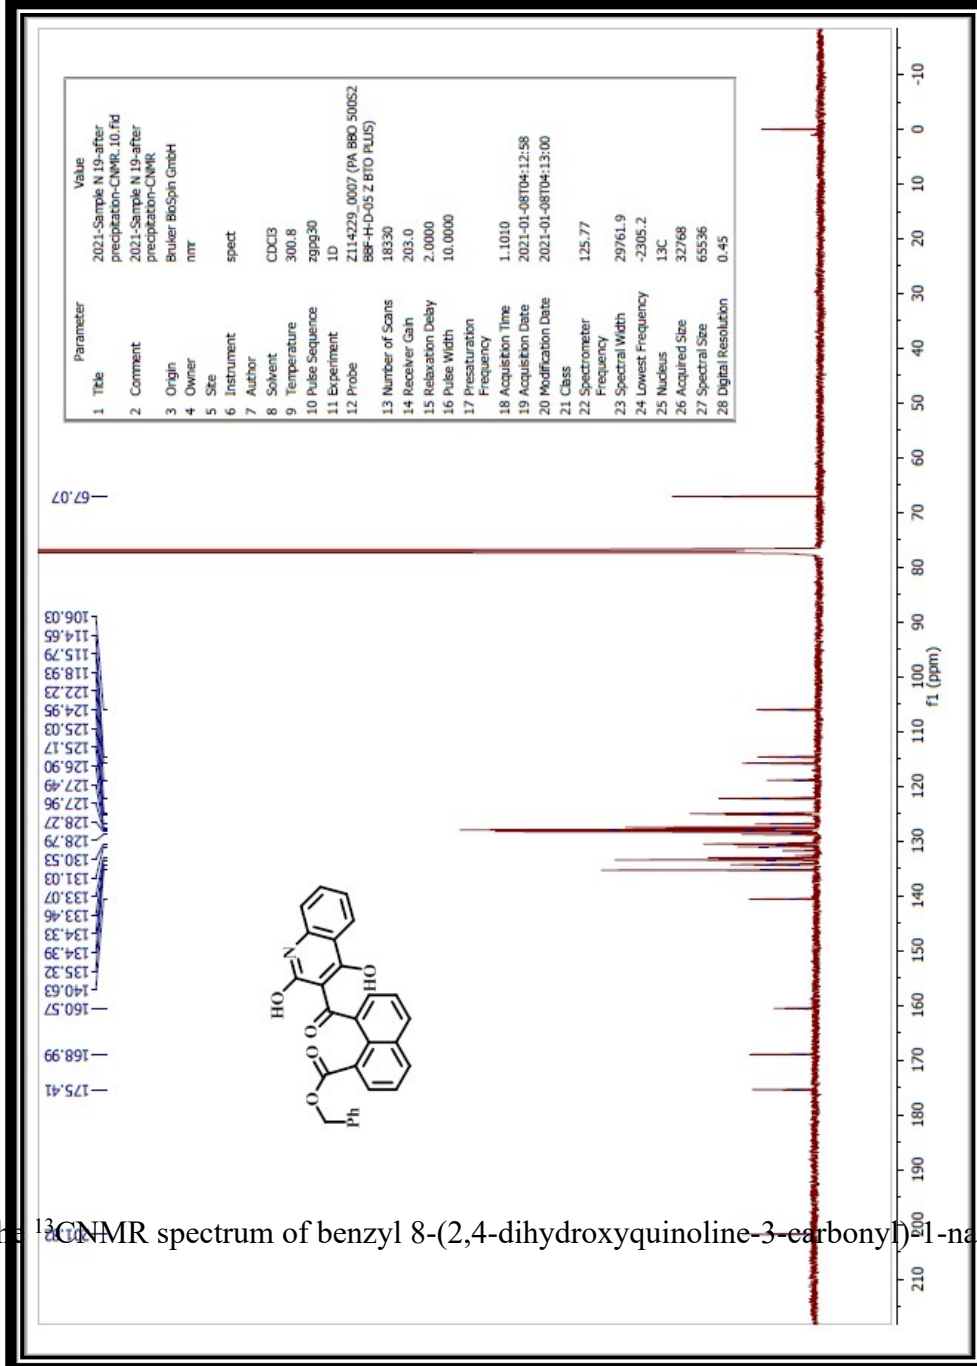 Parameter Value
1 Title 2021-Sample N 19-after
precipitation-CNMR.10.fid
2 Comment 2021-Sample N 19-after
precipitation-CNMR
3 Origin Bruker BioSpin GmbH
4 Owner nmr
5 Site
6 Instrument spect
7 Author
8 Solvent CDCl3
9 Temperature 300.8
10 Pulse Sequence zgpg30
11 Experiment 1D
12 Probe Z114229_0007 (PA BBO 500S2
BBF-H-D-05 Z BTO PLUS)
13 Number of Scans 18330
14 Receiver Gain 203.0
15 Relaxation Delay 2.0000
16 Pulse Width 10.0000
17 Presaturation
Frequency
18 Acquisition Time 1.1010
19 Acquisition Date 2021-01-08T04:12:58
20 Modification Date 2021-01-08T04:13:00
21 Class
22 Spectrometer 125.77
Frequency
23 Spectral Width 29761.9
24 Lowest Frequency -2305.2
25 Nucleus 13C
26 Acquired Size 32768
27 Spectral Size 65536
28 Digital Resolution 0.45
175.41
168.99
160.57
140.63
135.32
134.39
134.33
133.46
133.07
131.03
130.53
128.79
128.27
127.96
127.49
126.90
125.17
125.03
124.95
122.23
118.93
115.79
114.65
106.03
67.07
HO
N
O
O
HO
O
Ph
210 200 190 180 170 160 150 140 130 120 110 100 90 80 70 60 50 40 30 20 10 0 -10
f1 (ppm)
¹³CNMR spectrum of benzyl 8-(2,4-dihydroxyquinoline-3-carbonyl)-1-na